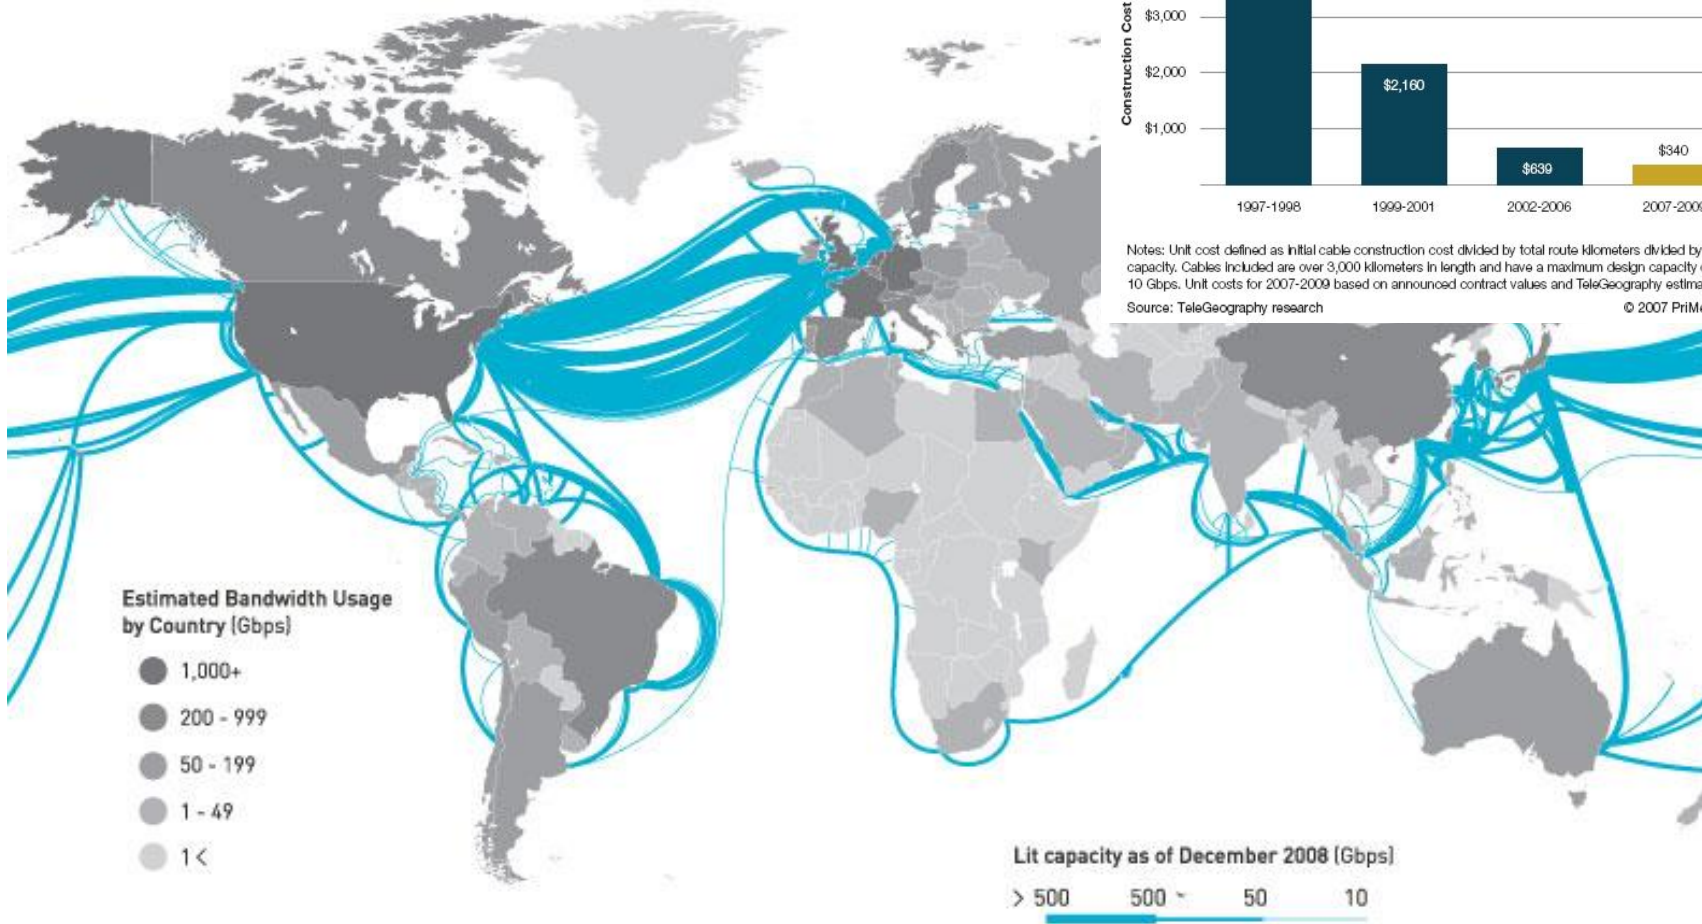 Construction Cost
$3,000
$2,000
$1,000
$2,160
$639
$340
1997-1998
1999-2001
2002-2006
2007-2009
Notes: Unit cost defined as initial cable construction cost divided by total route kilometers divided by
capacity. Cables included are over 3,000 kilometers in length and have a maximum design capacity
10 Gbps. Unit costs for 2007-2009 based on announced contract values and TeleGeography
Source: TeleGeography research
© 2007
Estimated Bandwidth Usage
by Country (Gbps)
1,000+
200 - 999
50 - 199
1 - 49
1 <
Lit capacity as of December 2008 (Gbps)
> 500 500 50 10